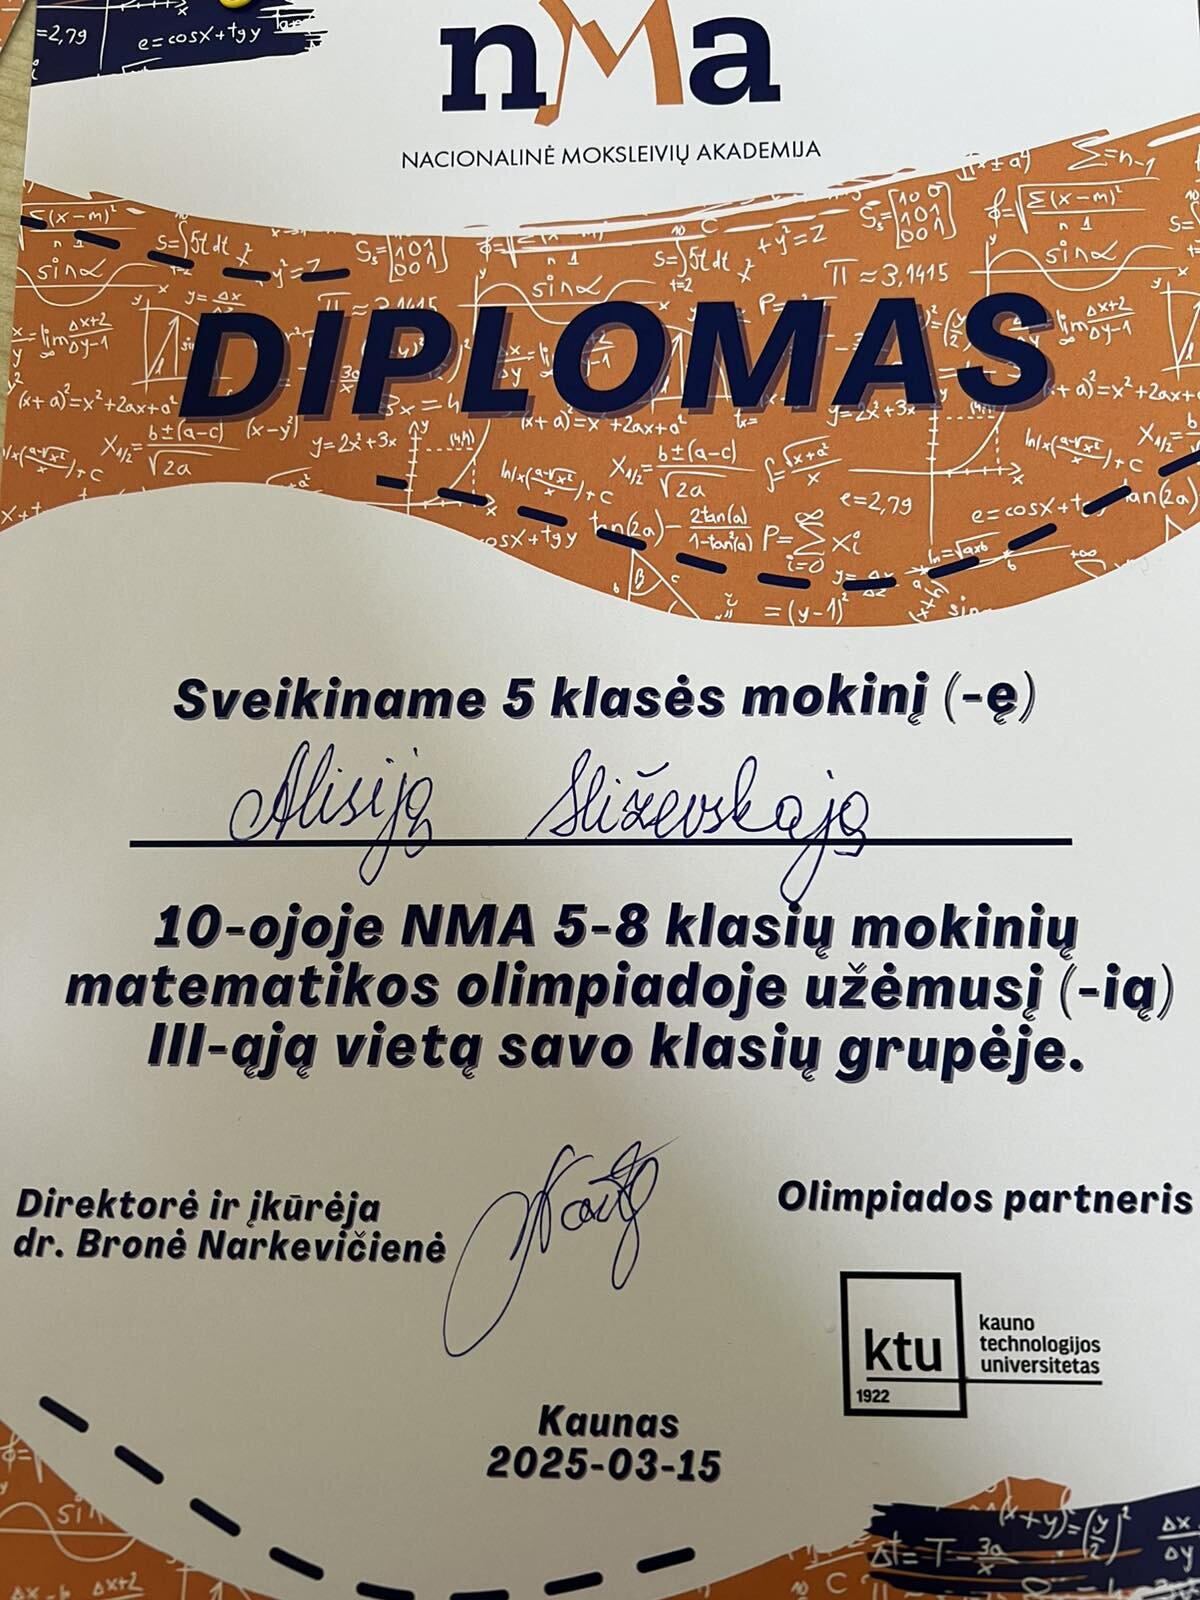 nMa
NACIONALINĖ MOKSLEIVIŲ AKADEMIJA
DIPLOMAS
Sveikiname 5 klasės mokinį (-ę)
Alisiją Sliževskają
10-ojoje NMA 5-8 klasių mokinių
matematikos olimpiadoje užėmusį (-ią)
III-ąją vietą savo klasių grupėje.
Direktorė ir įkūrėja
dr. Bronė Narkevičienė
Olimpiados partneris
ktu
1922
kauno
technologijos
universitetas
Kaunas
2025-03-15